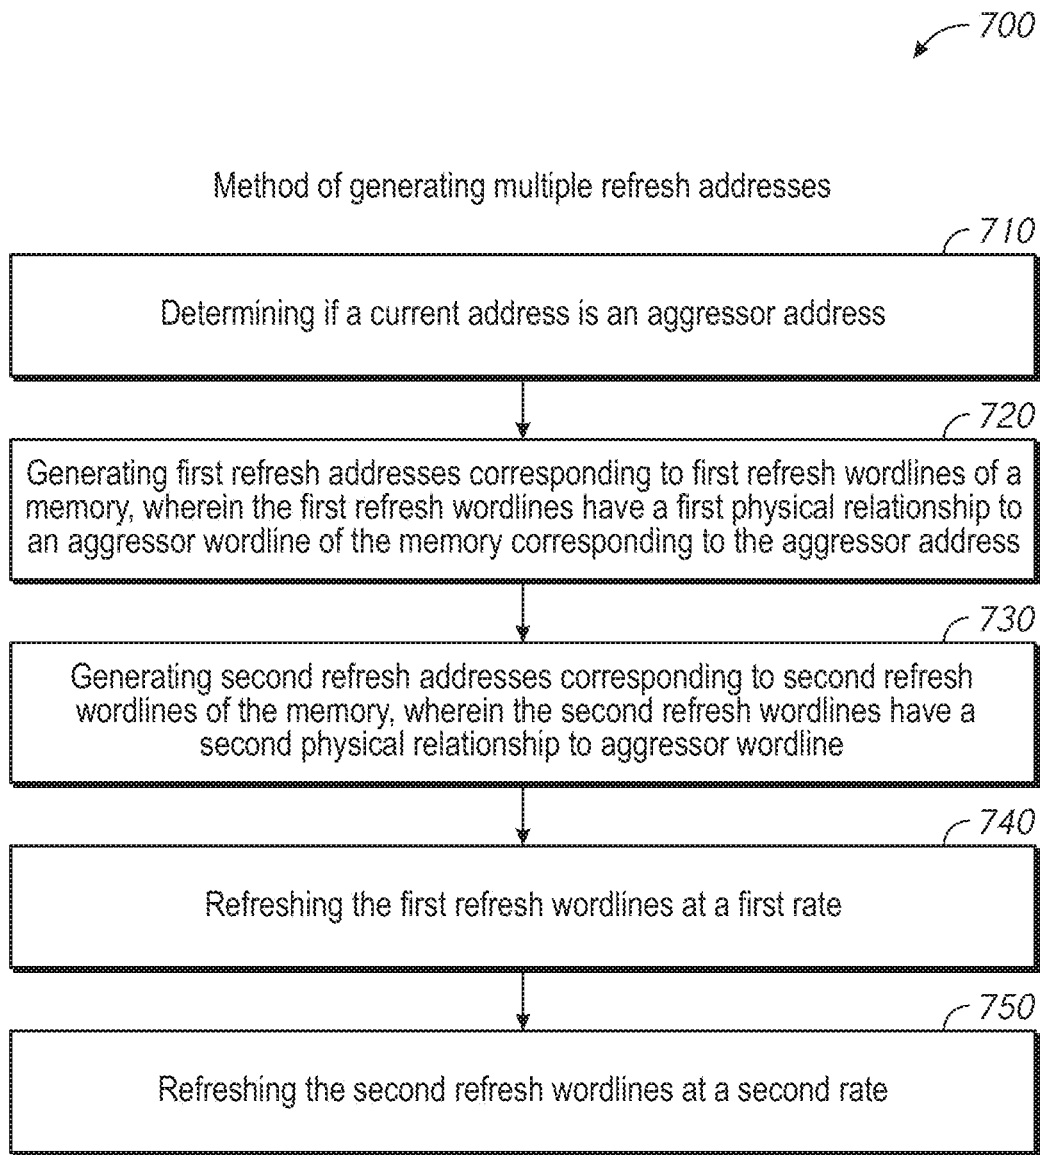 700
Method of generating multiple refresh addresses
710
Determining if a current address is an aggressor address
720
Generating first refresh addresses corresponding to first refresh wordlines of a
memory, wherein the first refresh wordlines have a first physical relationship to
an aggressor wordline of the memory corresponding to the aggressor address
730
Generating second refresh addresses corresponding to second refresh
wordlines of the memory, wherein the second refresh wordlines have a
second physical relationship to aggressor wordline
740
Refreshing the first refresh wordlines at a first rate
750
Refreshing the second refresh wordlines at a second rate